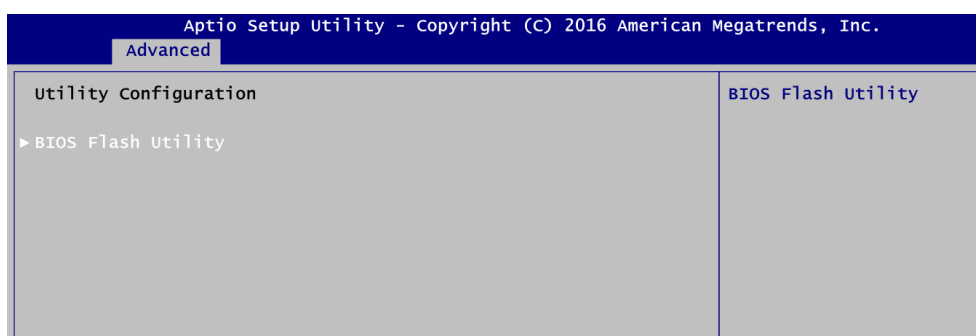 Aptio Setup Utility - Copyright (C) 2016 American Megatrends, Inc.
Advanced
Utility Configuration
BIOS Flash Utility
BIOS Flash Utility